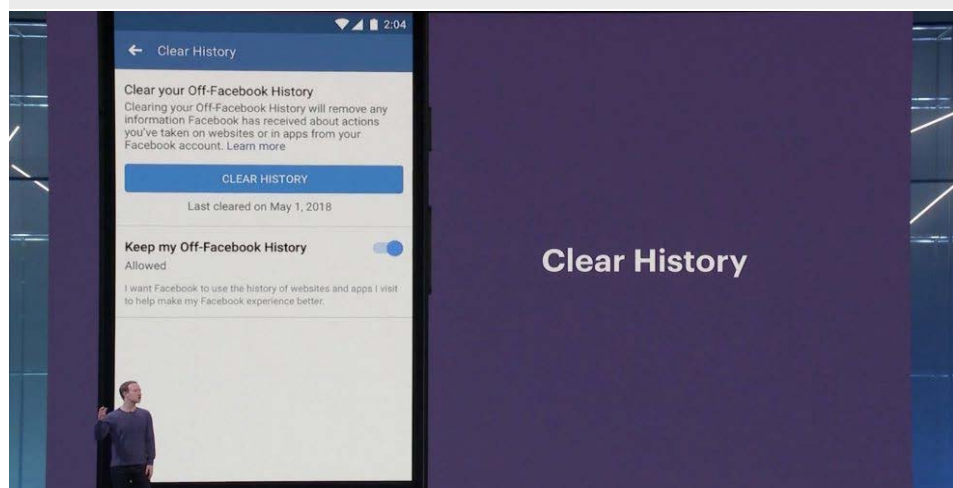 2:04
Clear History
Clear your Off-Facebook History
Clearing your Off-Facebook History will remove any
information Facebook has received about actions
you've taken on websites or in apps from your
Facebook account. Learn more
CLEAR HISTORY
Last cleared on May 1, 2018
Keep my Off-Facebook History
Allowed
I want Facebook to use the history of websites and apps I visit
to help make my Facebook experience better.
Clear History